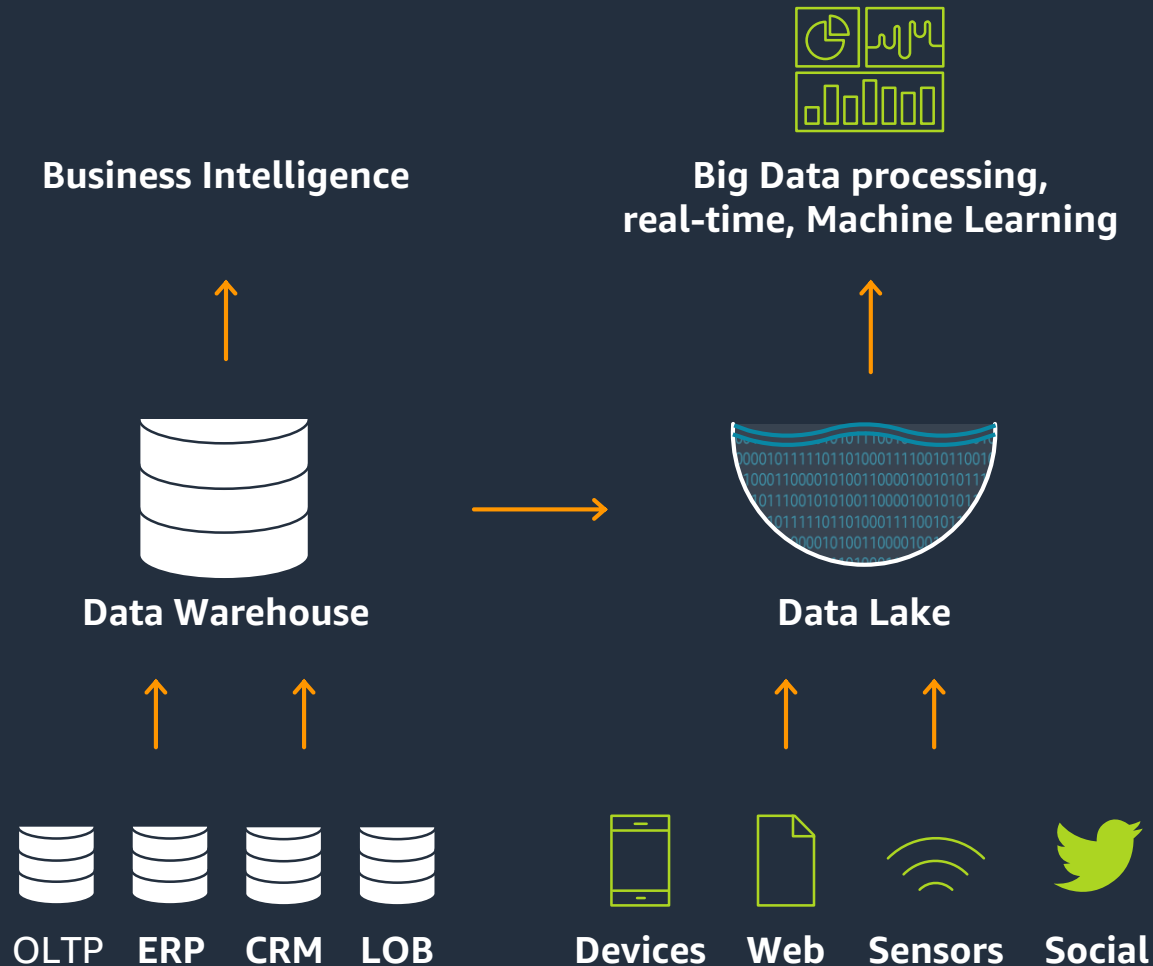 Business Intelligence
Big Data processing,
real-time, Machine Learning
Data Warehouse
Data Lake
OLTP ERP CRM LOB
Devices Web Sensors Social